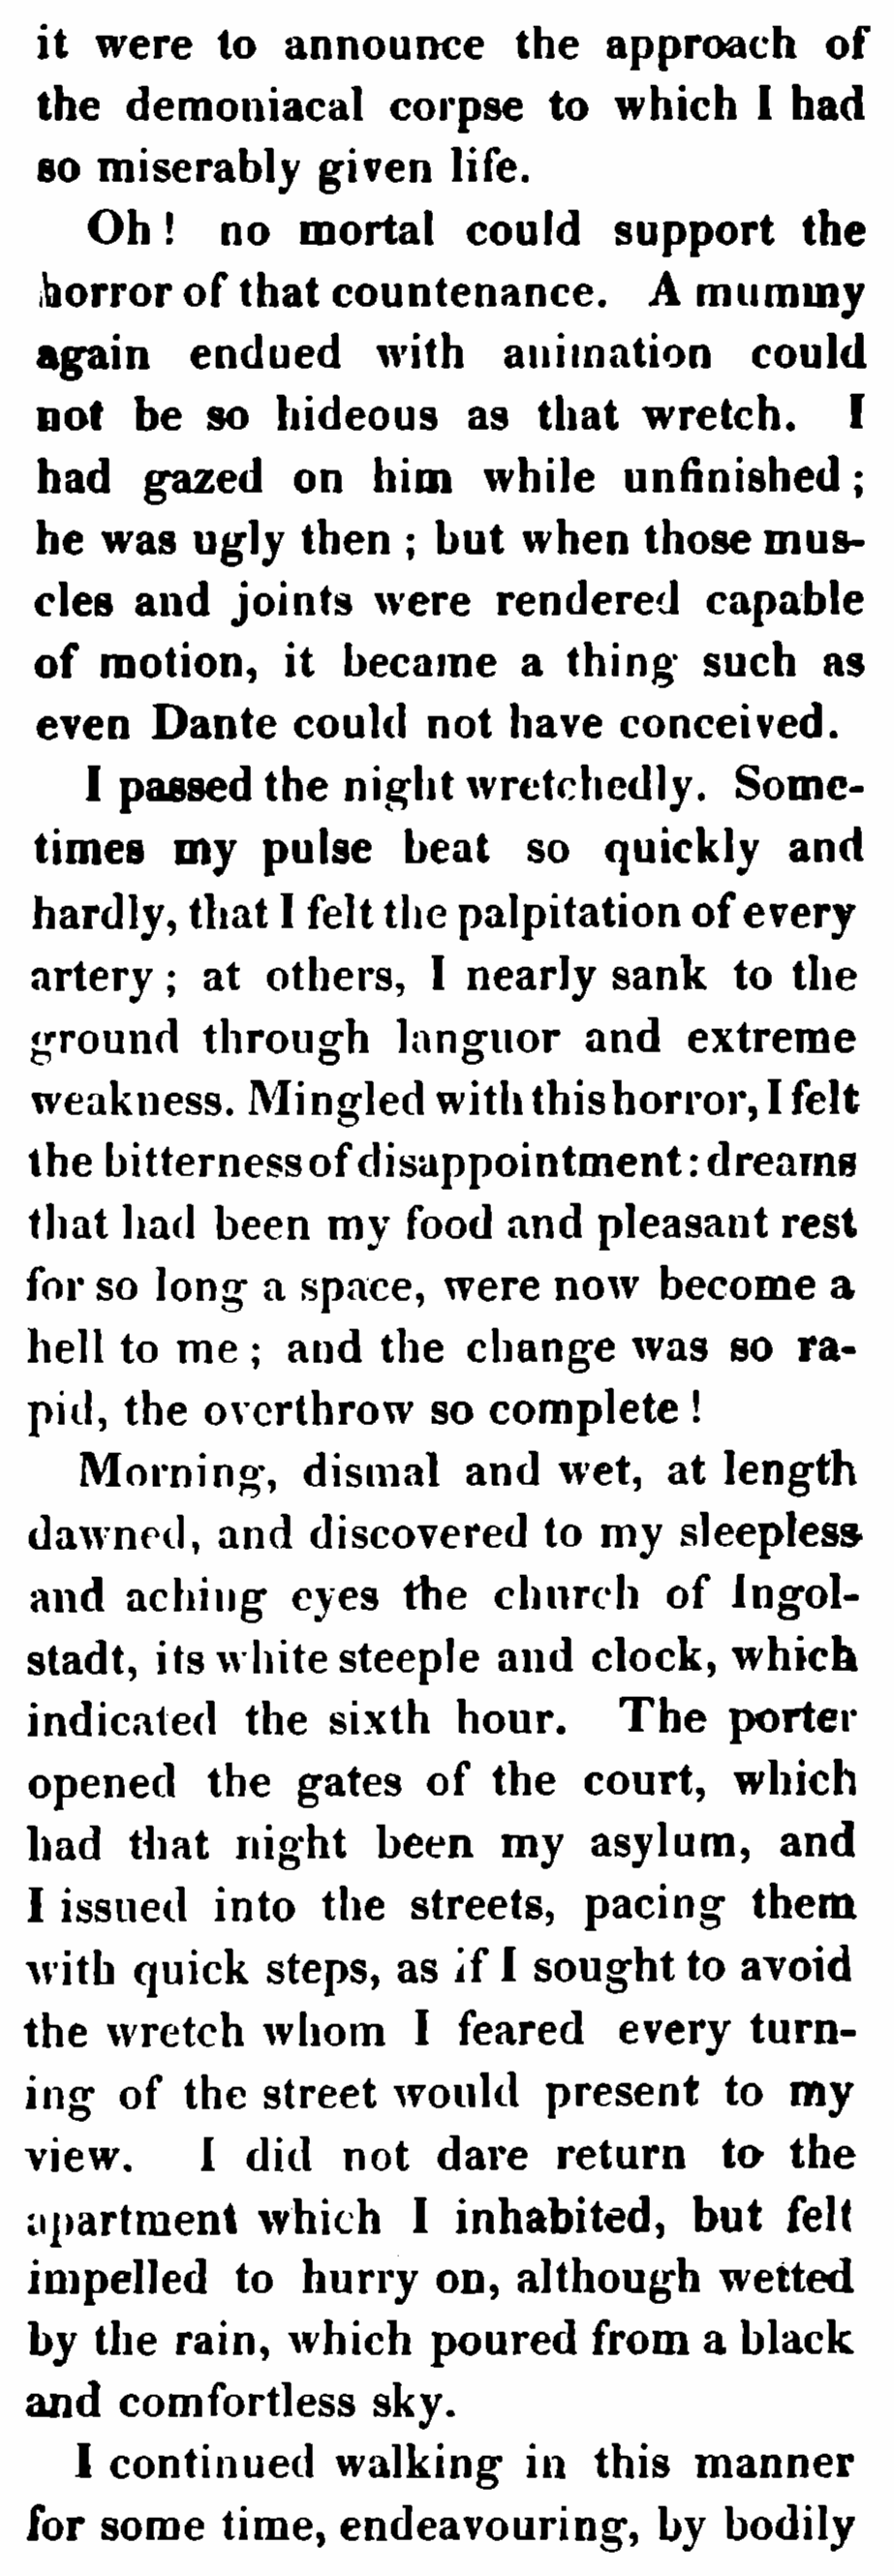 it were to announce the approach of
the demoniacal corpse to which I had
so miserably given life.
Oh! no mortal could support the
horror of that countenance. A mummy
again endued with animation could
not be so hideous as that wretch. I
had gazed on him while unfinished;
he was ugly then; but when those mus-
cles and joints were rendered capable
of motion, it became a thing such as
even Dante could not have conceived.
I passed the night wretchedly. Some-
times my pulse beat so quickly and
hardly, that I felt the palpitation of every
artery; at others, I nearly sank to the
ground through languor and extreme
weakness. Mingled with this horror, I felt
the bitterness of disappointment: dreams
that had been my food and pleasant rest
for so long a space, were now become a
hell to me; and the change was so ra-
pid, the overthrow so complete!
Morning, dismal and wet, at length
dawned, and discovered to my sleepless
and aching eyes the church of Ingol-
stadt, its white steeple and clock, which
indicated the sixth hour. The porter
opened the gates of the court, which
had that night been my asylum, and
I issued into the streets, pacing them
with quick steps, as if I sought to avoid
the wretch whom I feared every turn-
ing of the street would present to my
view. I did not dare return to the
apartment which I inhabited, but felt
impelled to hurry on, although wetted
by the rain, which poured from a black
and comfortless sky.
I continued walking in this manner
for some time, endeavouring, by bodily